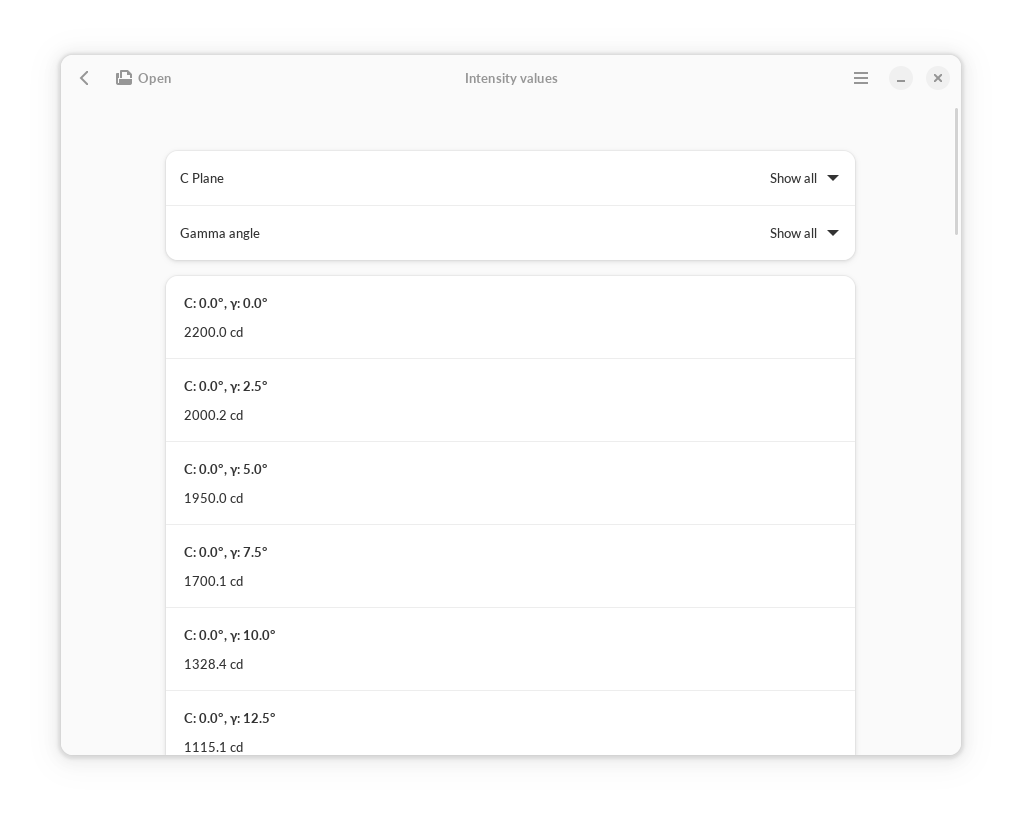 Open
Intensity values
C Plane
Show all
Gamma angle
Show all
C: 0.0°, γ: 0.0°
2200.0 cd
C: 0.0°, γ: 2.5°
2000.2 cd
C: 0.0°, γ: 5.0°
1950.0 cd
C: 0.0°, γ: 7.5°
1700.1 cd
C: 0.0°, γ: 10.0°
1328.4 cd
C: 0.0°, γ: 12.5°
1115.1 cd